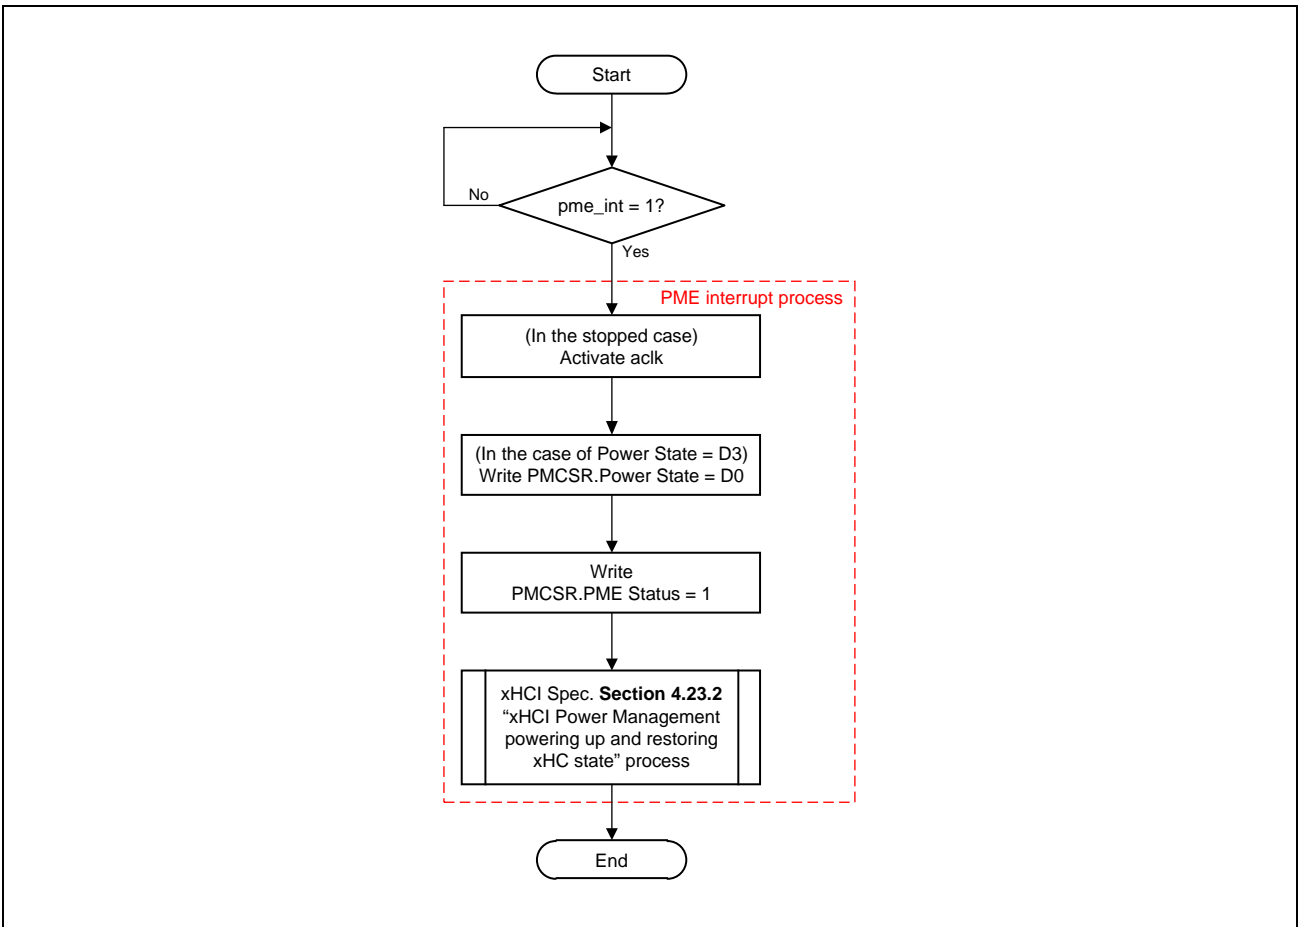 Start
No
pme_int = 1?
Yes
PME interrupt process
(In the stopped case)
Activate aclk
(In the case of Power State = D3)
Write PMCSR.Power State = D0
Write
PMCSR.PME Status = 1
xHCI Spec. Section 4.23.2
“xHCI Power Management
powering up and restoring
xHC state” process
End